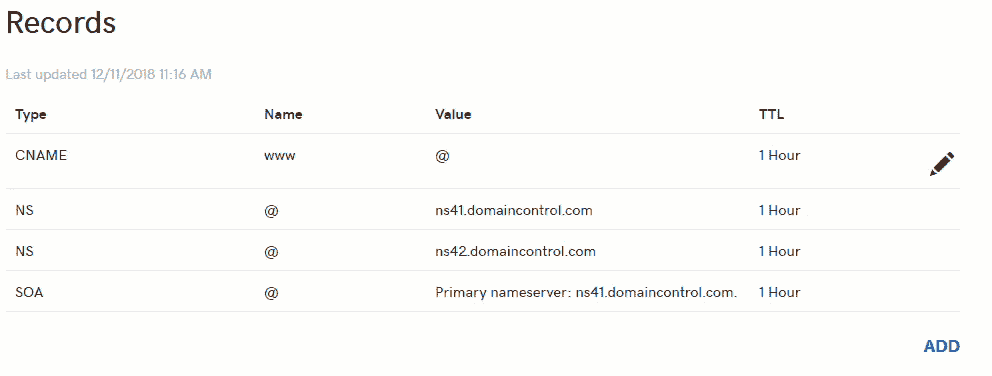 Records
Last updated 12/11/2018 11:16 AM
Type Name Value TTL
CNAME www @ 1 Hour
NS @ ns41.domaincontrol.com 1 Hour
NS @ ns42.domaincontrol.com 1 Hour
SOA @ Primary nameserver: ns41.domaincontrol.com. 1 Hour
ADD